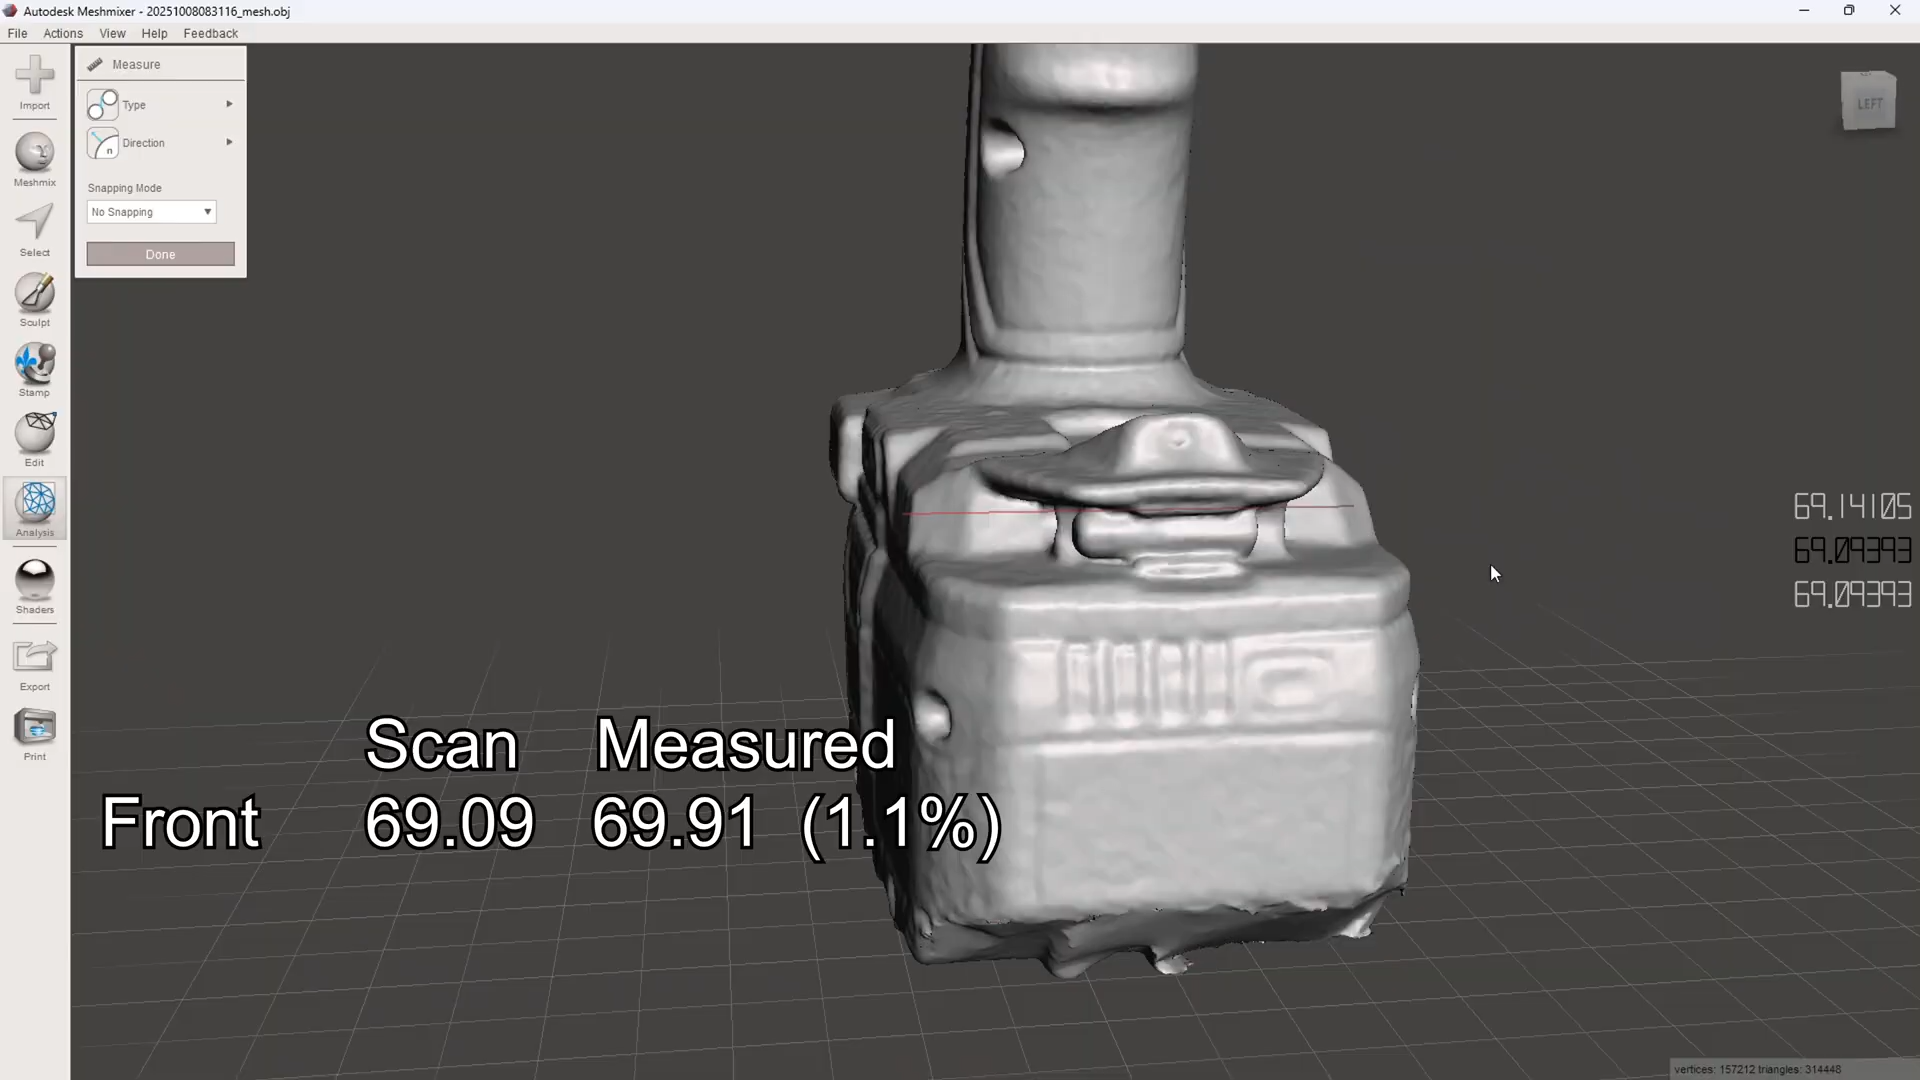 Autodesk Meshmixer - 20251008083116_mesh.obj
File Actions View Help Feedback
Import
Meshmix
Select
Sculpt
Stamp
Edit
Analysis
Shaders
Export
Print
Measure
Type
Direction
Snapping Mode
No Snapping
Done
LEFT
69.14105
69.09393
69.09393
Scan Measured
Front 69.09 69.91 (1.1%)
vertices: 157212 triangles: 314448